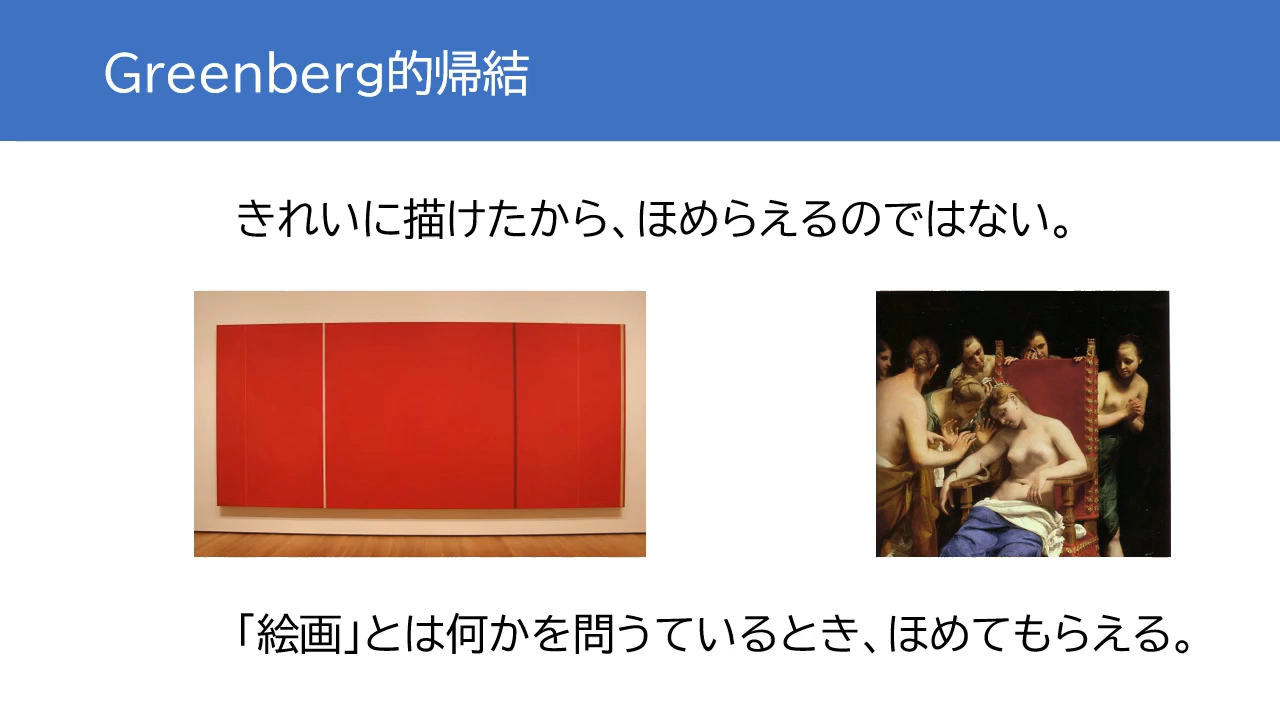 Greenberg的帰結
きれいに描けたから、ほめらえるのではない。
「絵画」とは何かを問うているとき、ほめてもらえる。